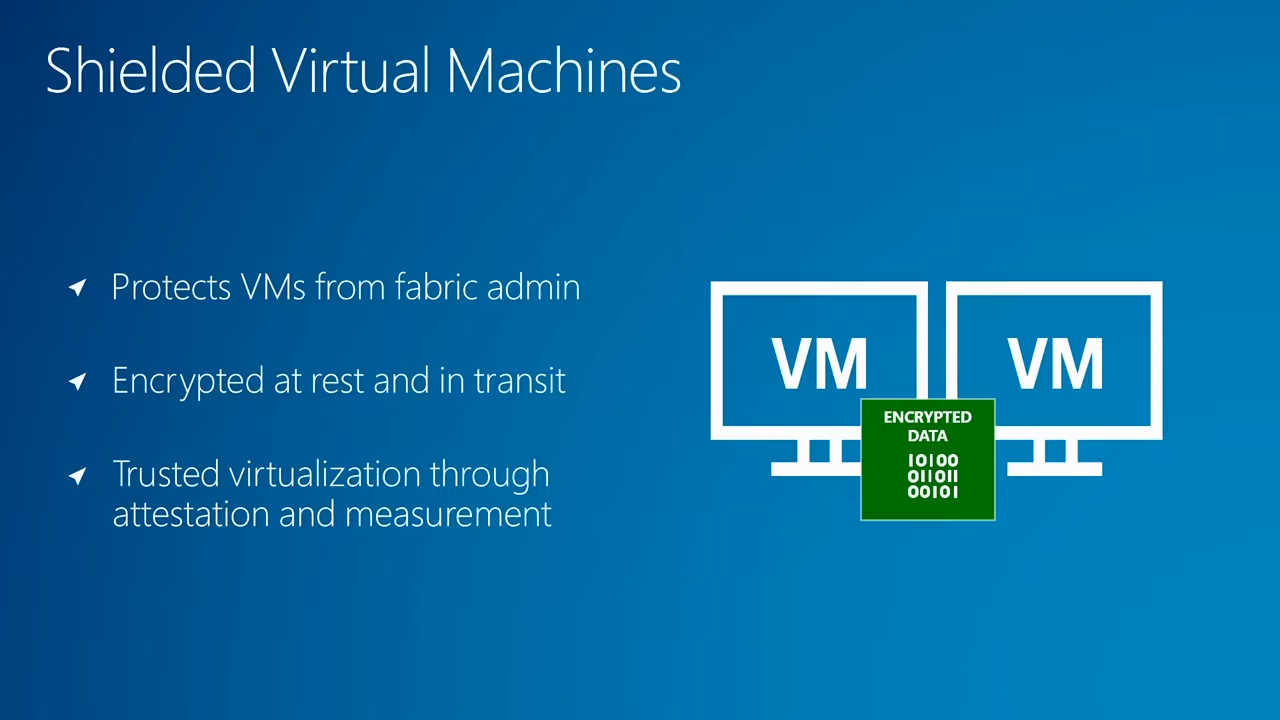 Shielded Virtual Machines
Protects VMs from fabric admin
Encrypted at rest and in transit
Trusted virtualization through
attestation and measurement
VM
VM
ENCRYPTED
DATA
10100
011011
00101